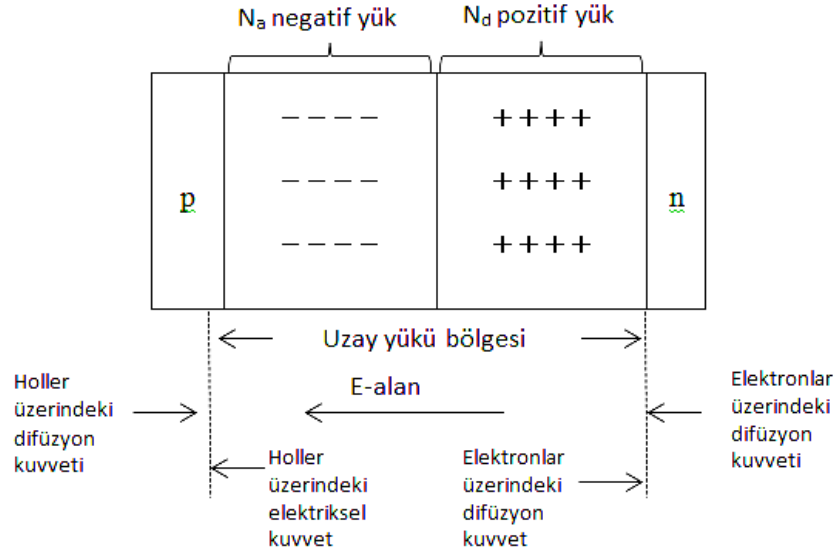 Na negatif yük
Nd pozitif yük
− − − −
+ + + +
− − − −
+ + + +
p
n
− − − −
+ + + +
Uzay yükü bölgesi
E-alan
Holler
üzerindeki
difüzyon
kuvveti
Elektronlar
üzerindeki
difüzyon
kuvveti
Holler
üzerindeki
elektriksel
kuvvet
Elektronlar
üzerindeki
difüzyon
kuvvet